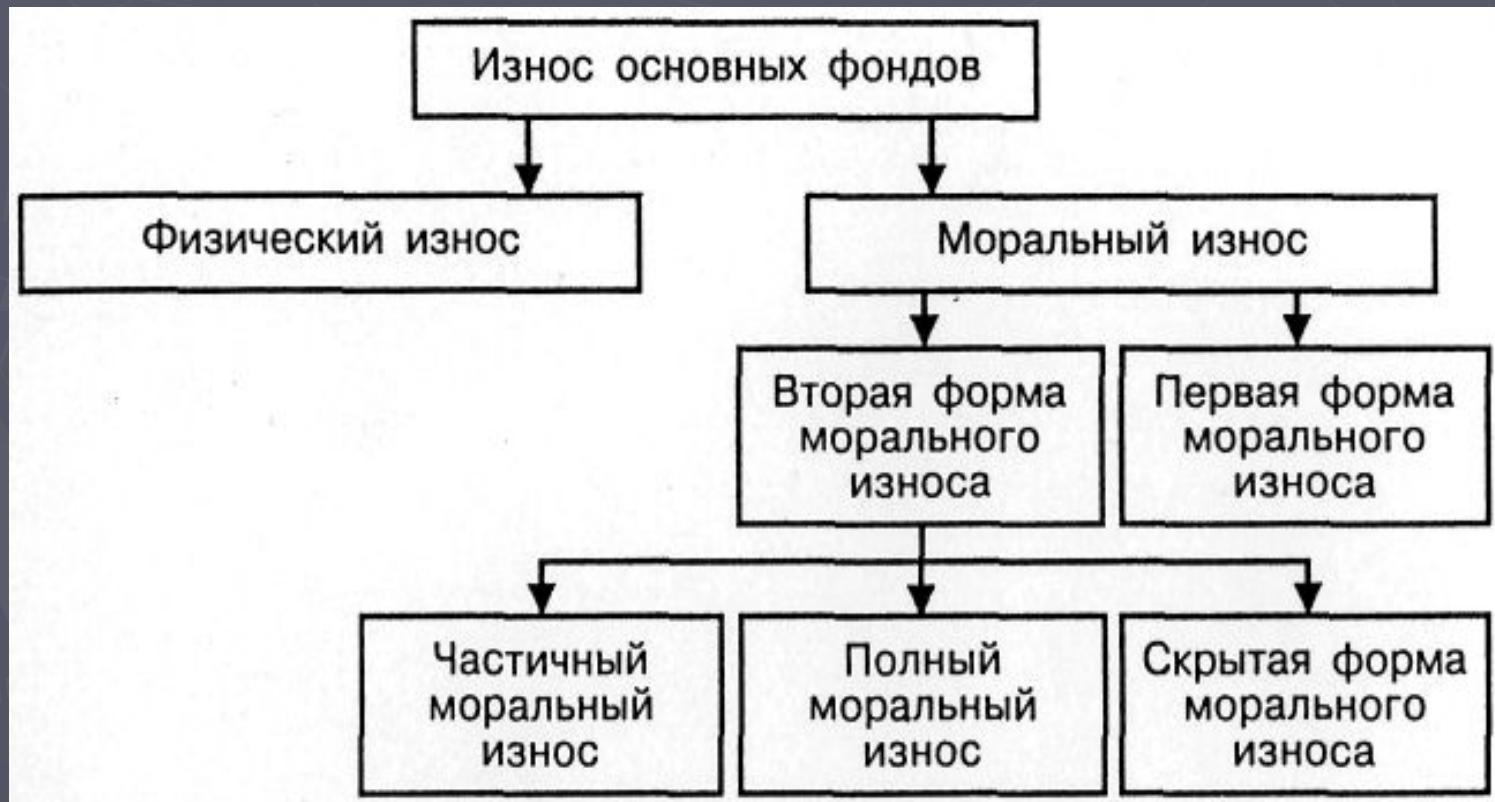 Износ основных фондов
Физический износ
Моральный износ
Вторая форма
морального
износа
Первая форма
морального
износа
Частичный
моральный
износ
Полный
моральный
износ
Скрытая форма
морального
износа